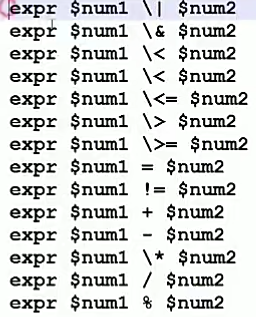 expr $num1 \| $num2
expr $num1 \& $num2
expr $num1 \< $num2
expr $num1 \< $num2
expr $num1 \<= $num2
expr $num1 \> $num2
expr $num1 \>= $num2
expr $num1 = $num2
expr $num1 != $num2
expr $num1 + $num2
expr $num1 - $num2
expr $num1 \* $num2
expr $num1 / $num2
expr $num1 % $num2